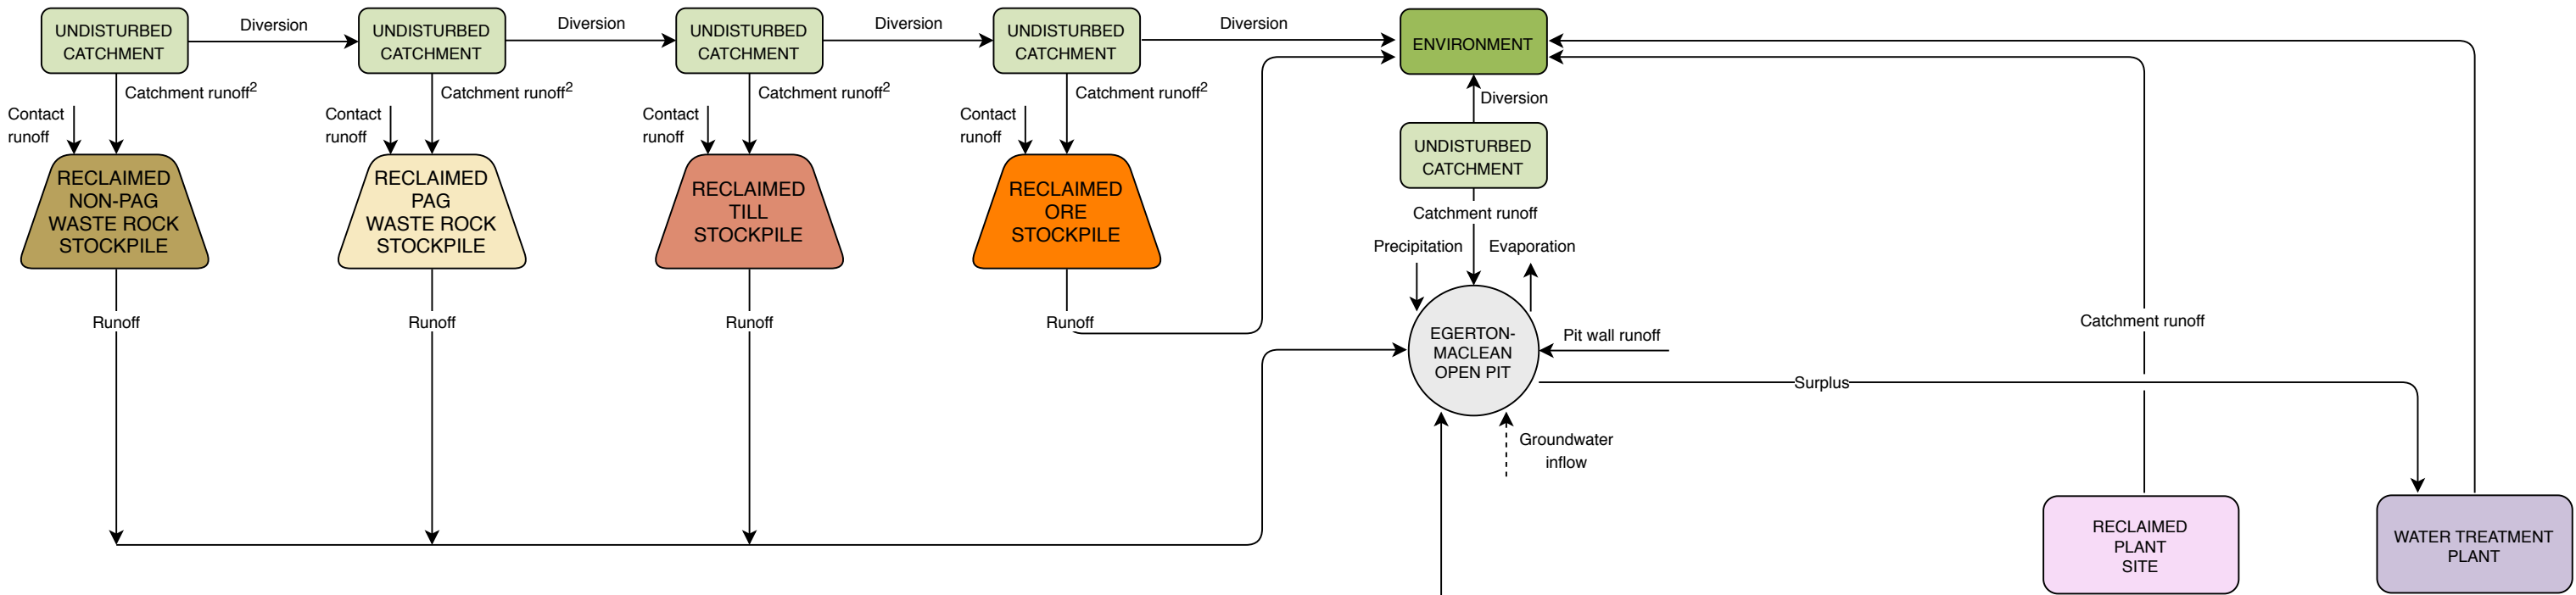 UNDISTURBED
CATCHMENT
Diversion
UNDISTURBED
CATCHMENT
Diversion
UNDISTURBED
CATCHMENT
Diversion
UNDISTURBED
CATCHMENT
Diversion
ENVIRONMENT
Catchment runoff2
Catchment runoff2
Catchment runoff2
Catchment runoff2
Diversion
Contact
runoff
Contact
runoff
Contact
runoff
Contact
runoff
UNDISTURBED
CATCHMENT
RECLAIMED
NON-PAG
WASTE ROCK
STOCKPILE
RECLAIMED
PAG
WASTE ROCK
STOCKPILE
RECLAIMED
TILL
STOCKPILE
RECLAIMED
ORE
STOCKPILE
Catchment runoff
Precipitation
Evaporation
Runoff
Runoff
Runoff
Runoff
EGERTON-
MACLEAN
OPEN PIT
Pit wall runoff
Catchment runoff
Surplus
Groundwater
inflow
RECLAIMED
PLANT
SITE
WATER TREATMENT
PLANT